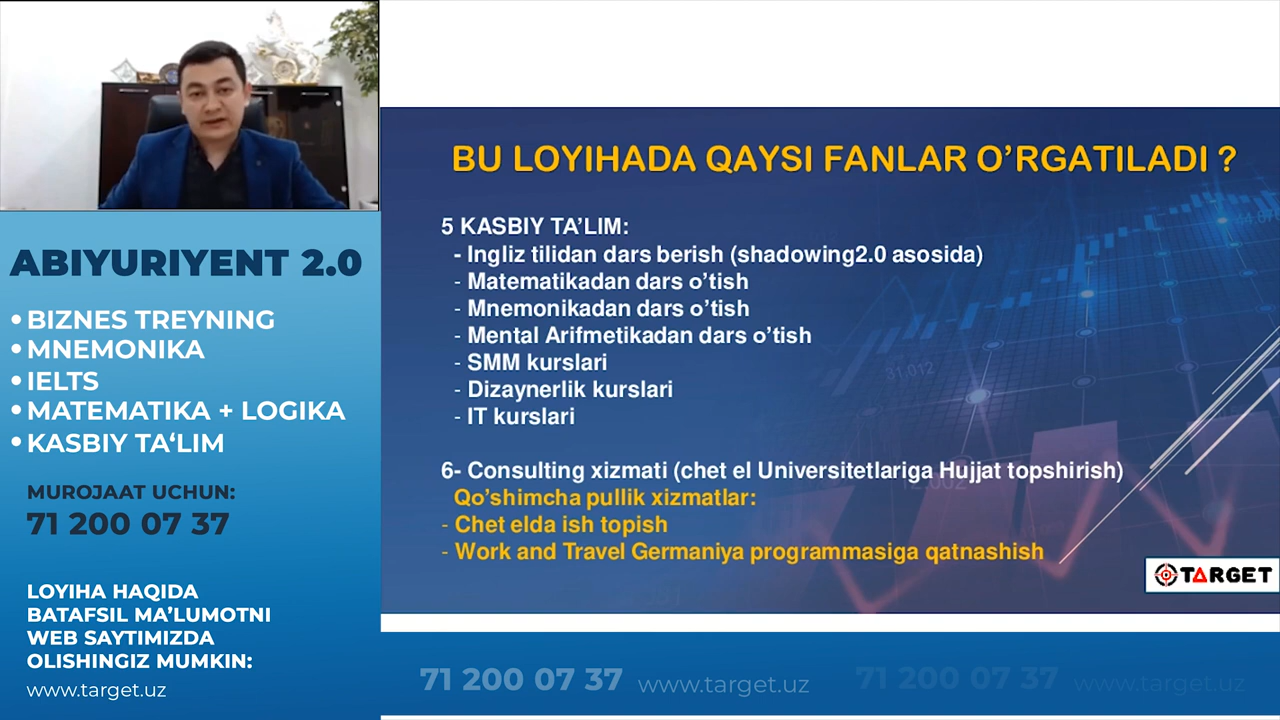 ABIYURIYENT 2.0
• BIZNES TREYNING
• MNEMONIKA
• IELTS
• MATEMATIKA + LOGIKA
• KASBIY TA‘LIM
MUROJAAT UCHUN:
71 200 07 37
LOYIHA HAQIDA
BATAFSIL MA’LUMOTNI
WEB SAYTIMIZDA
OLISHINGIZ MUMKIN:
www.target.uz
BU LOYIHADA QAYSI FANLAR O’RGATILADI ?
5 KASBIY TA’LIM:
- Ingliz tilidan dars berish (shadowing2.0 asosida)
- Matematikadan dars o’tish
- Mnemonikadan dars o’tish
- Mental Arifmetikadan dars o’tish
- SMM kurslari
- Dizaynerlik kurslari
- IT kurslari
6- Consulting xizmati (chet el Universitetlariga Hujjat topshirish)
Qo’shimcha pullik xizmatlar:
- Chet elda ish topish
- Work and Travel Germaniya programmasiga qatnashish
31.012
TARGET
71 200 07 37 www.target.uz 71 200 07 37 www.target.uz